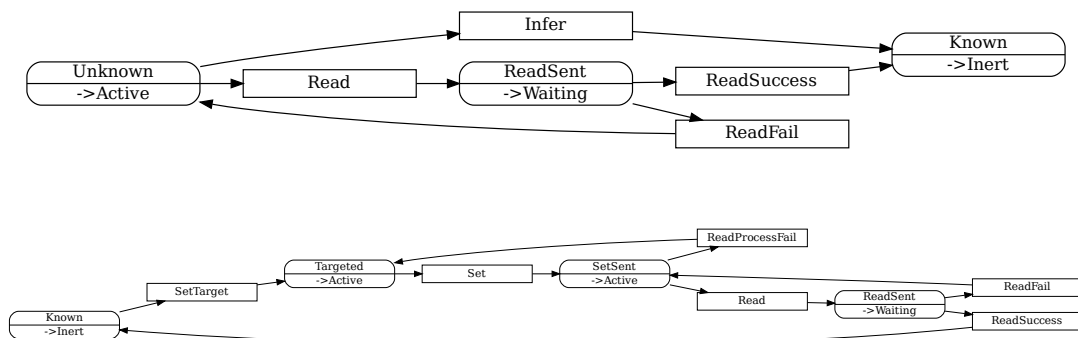 Infer
Known
->Inert
Unknown
->Active
Read
ReadSent
->Waiting
ReadSuccess
ReadFail
ReadProcessFail
Targeted
->Active
Set
SetSent
->Active
SetTarget
Read
ReadSent
->Waiting
ReadFail
Known
->Inert
ReadSuccess